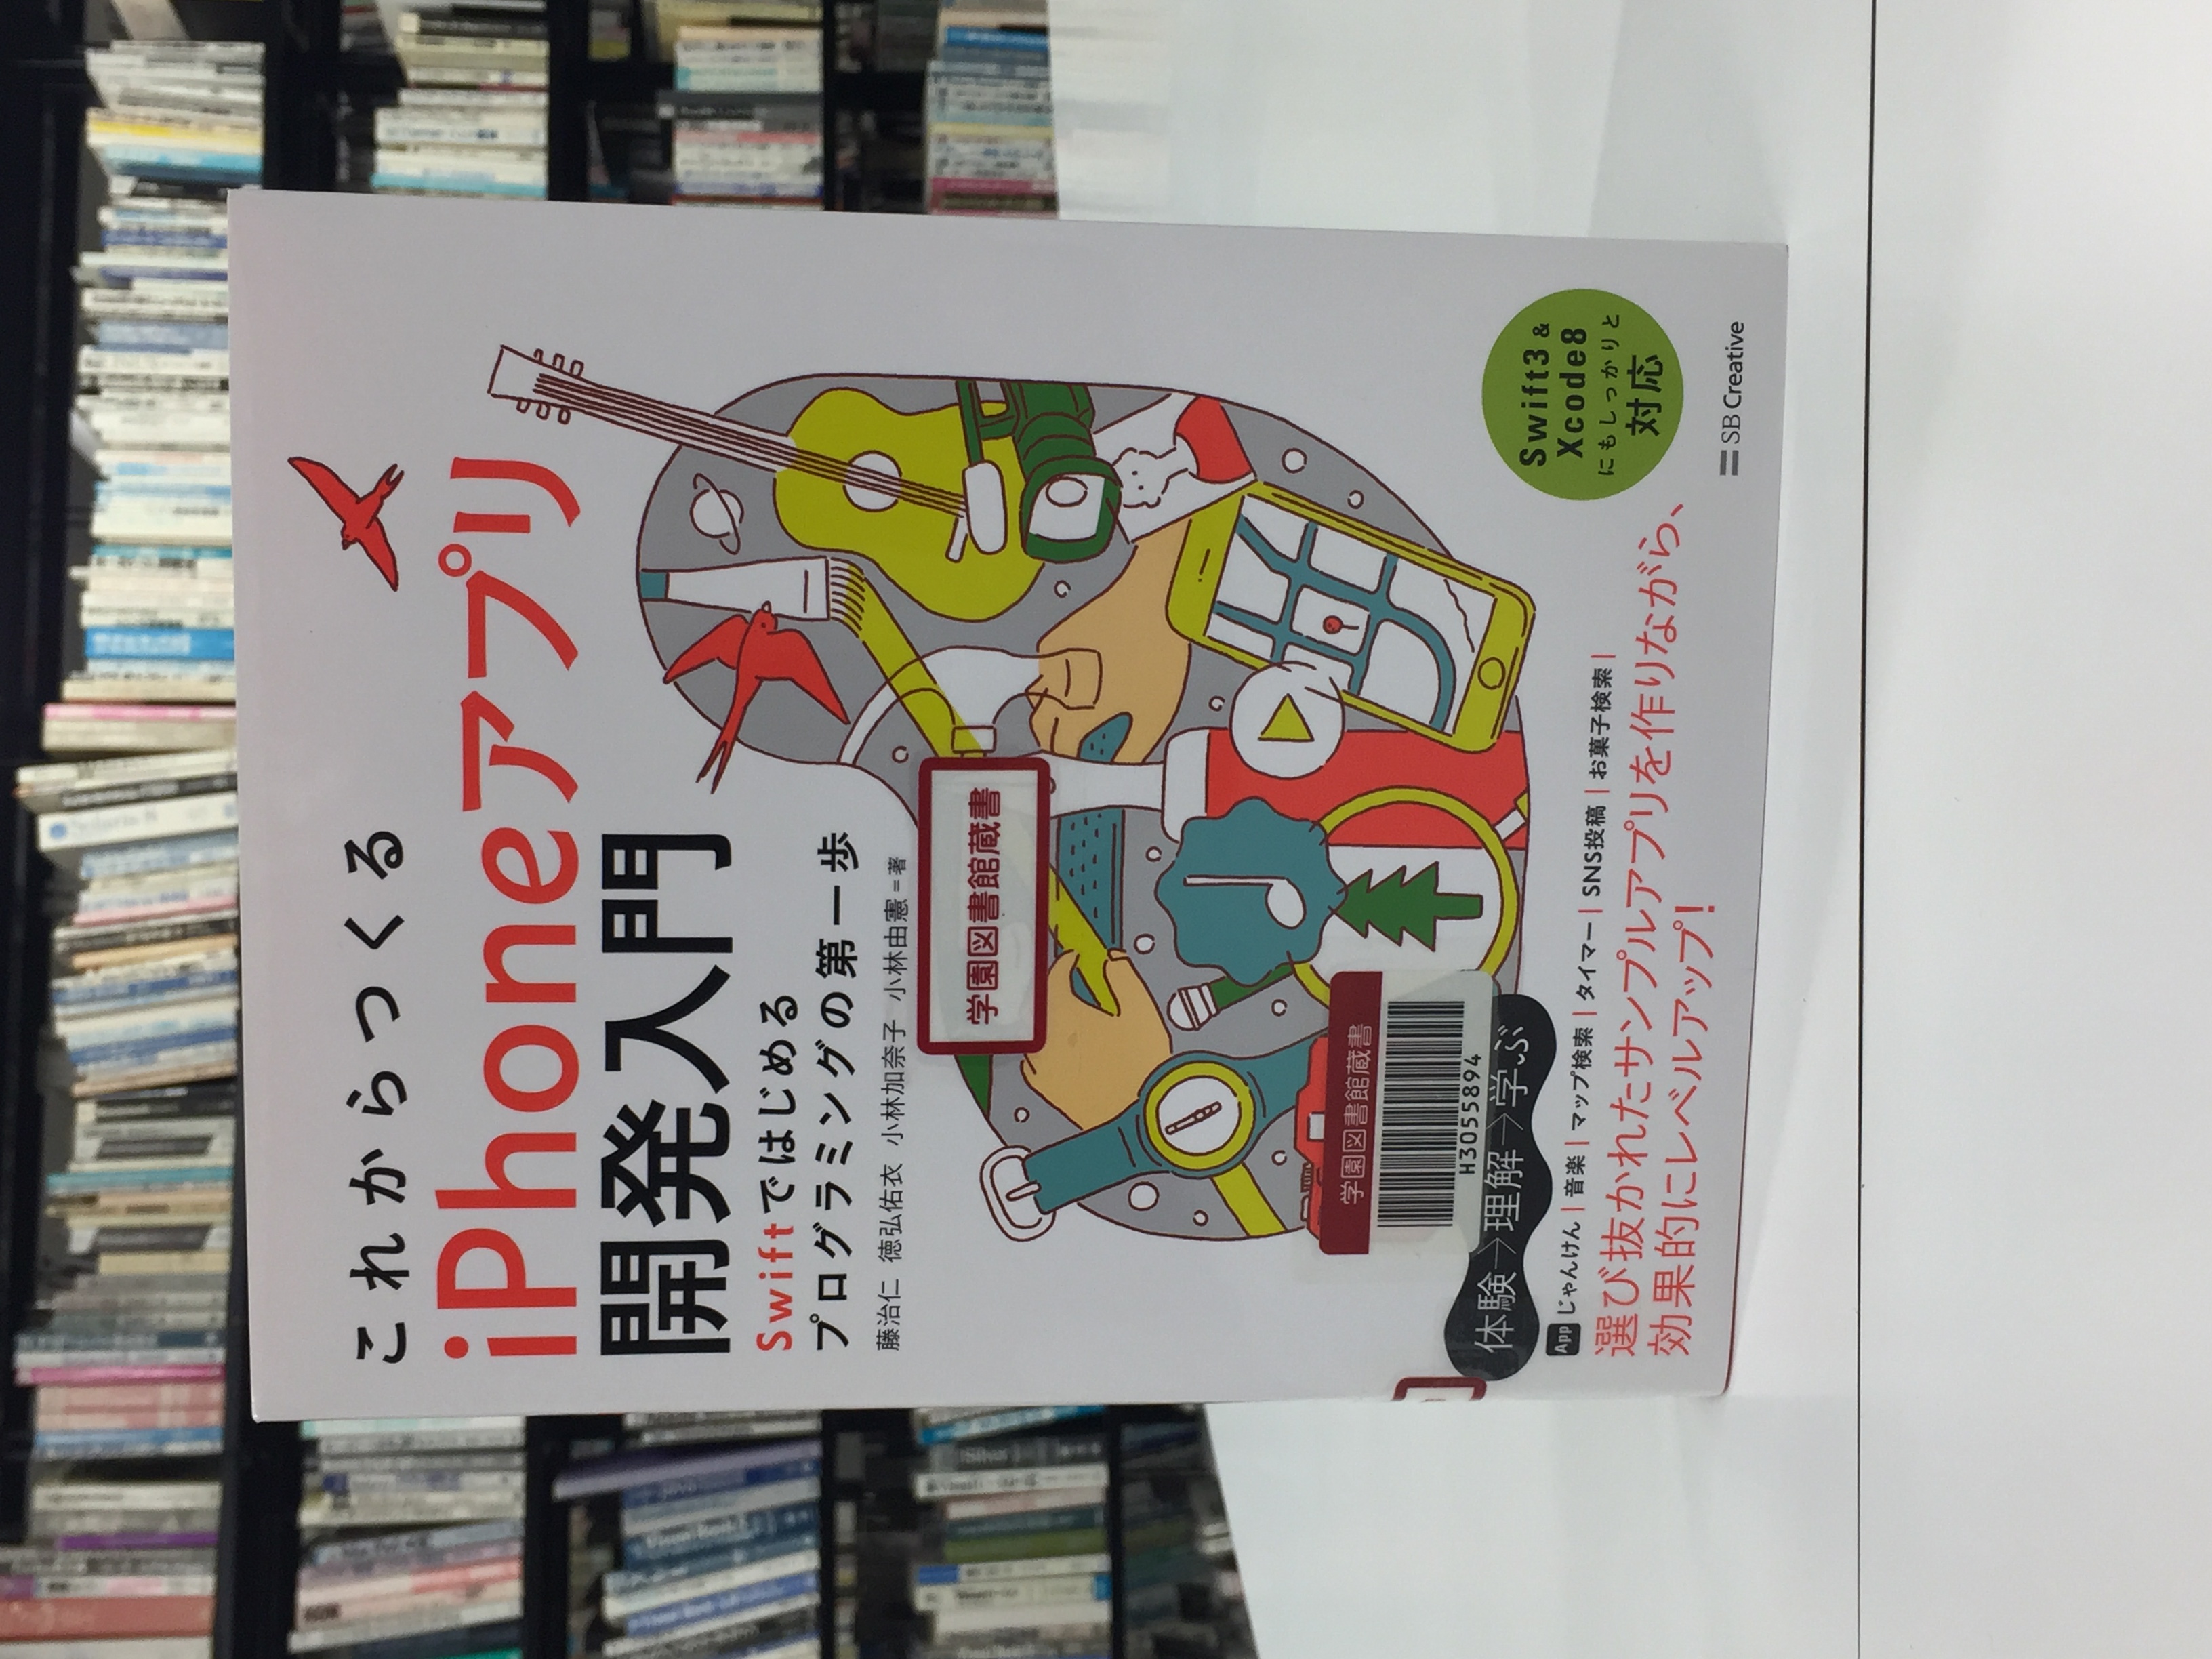 これからつくる
iPhoneアプリ
開発入門
Swiftではじめる
プログラミングの第一歩
藤治仁 徳弘佑衣 小林加奈子 小林由憲=著
学園図書館蔵書
学園図書館蔵書
H3055894
体験→理解→学ぶ
App じゃんけん|音楽|マップ検索|タイマー|SNS投稿|お菓子検索|
選び抜かれたサンプルアプリを作りながら、
効果的にレベルアップ!
Swift3 &
Xcode8
にもしっかりと
対応
SB Creative